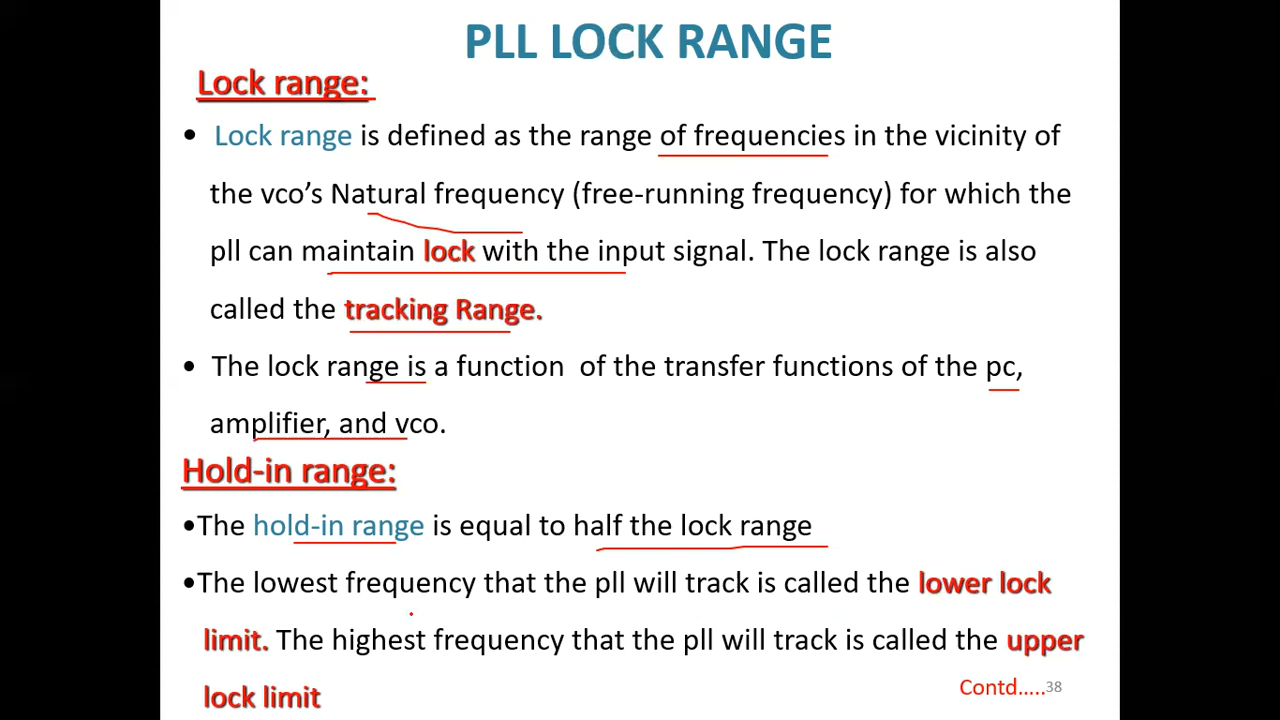 PLL LOCK RANGE
Lock range:
• Lock range is defined as the range of frequencies in the vicinity of
the vco's Natural frequency (free-running frequency) for which the
pll can maintain lock with the input signal. The lock range is also
called the tracking Range.
• The lock range is a function of the transfer functions of the pc,
amplifier, and vco.
Hold-in range:
•The hold-in range is equal to half the lock range
•The lowest frequency that the pll will track is called the lower lock
limit. The highest frequency that the pll will track is called the upper
lock limit
Contd.....38